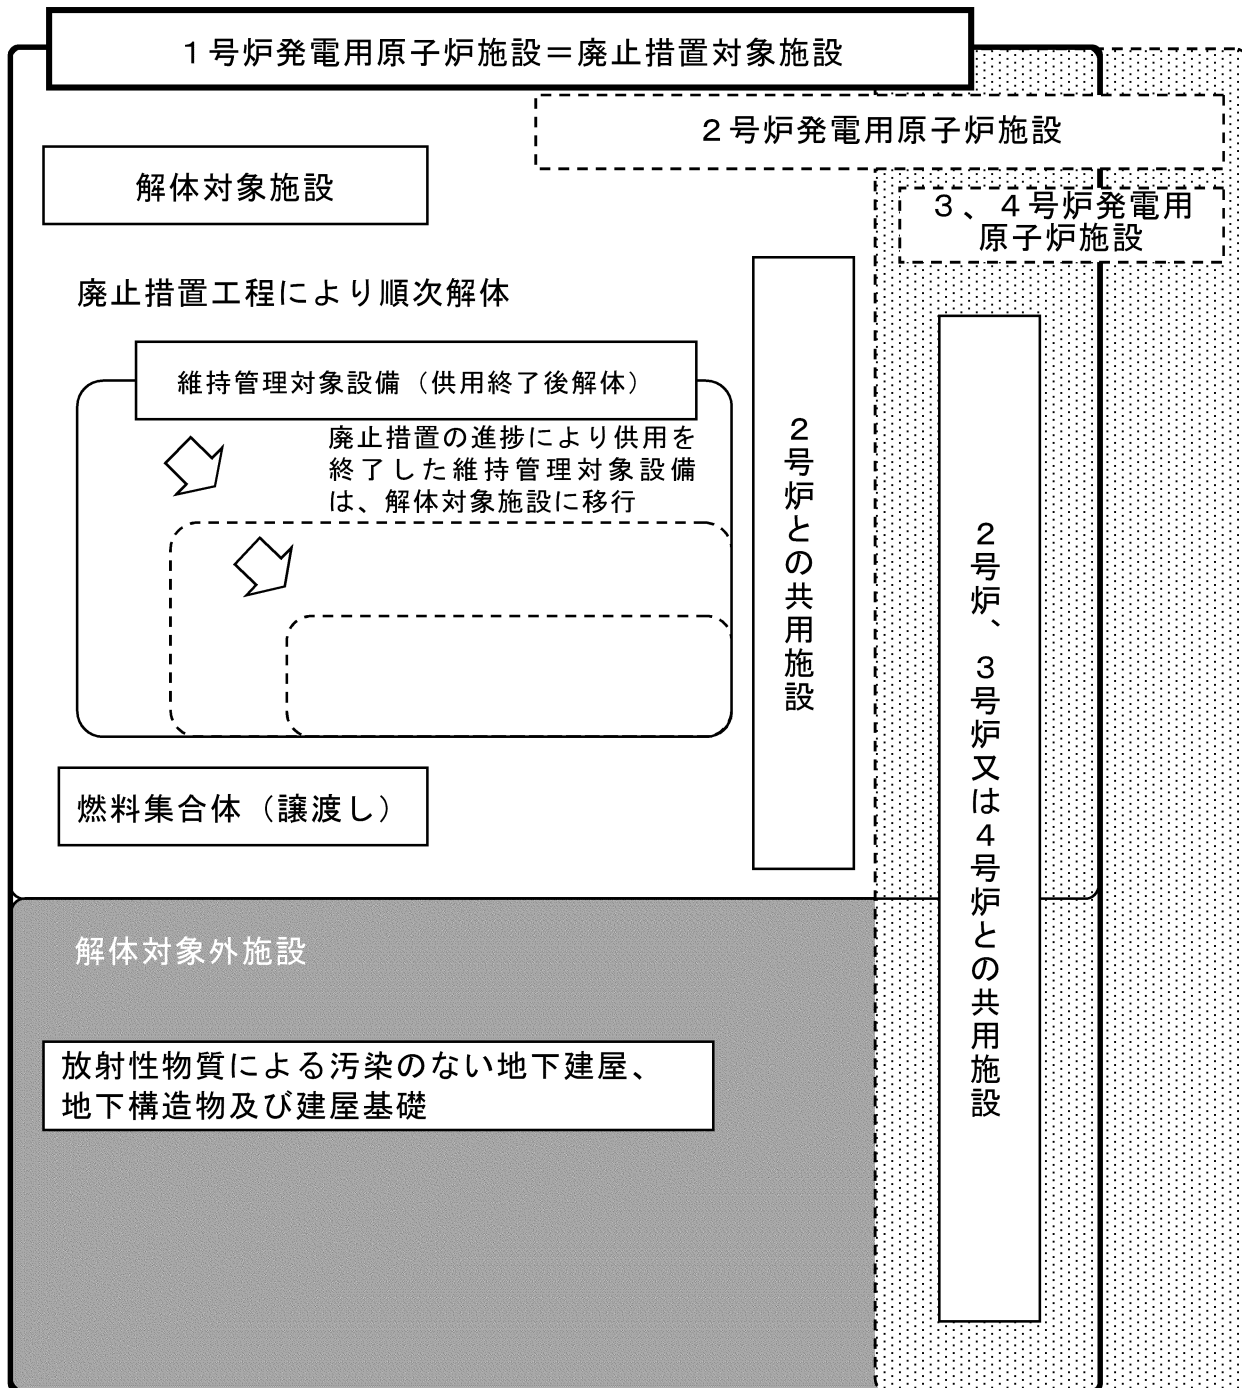 １号炉発電用原子炉施設＝廃止措置対象施設
２号炉発電用原子炉施設
解体対象施設
３、４号炉発電用
原子炉施設
廃止措置工程により順次解体
維持管理対象設備（供用終了後解体）
廃止措置の進捗により供用を
終了した維持管理対象設備
は、解体対象施設に移行
２号炉との共用施設
２号炉、３号炉又は４号炉との共用施設
燃料集合体（譲渡し）
解体対象外施設
放射性物質による汚染のない地下建屋、
地下構造物及び建屋基礎